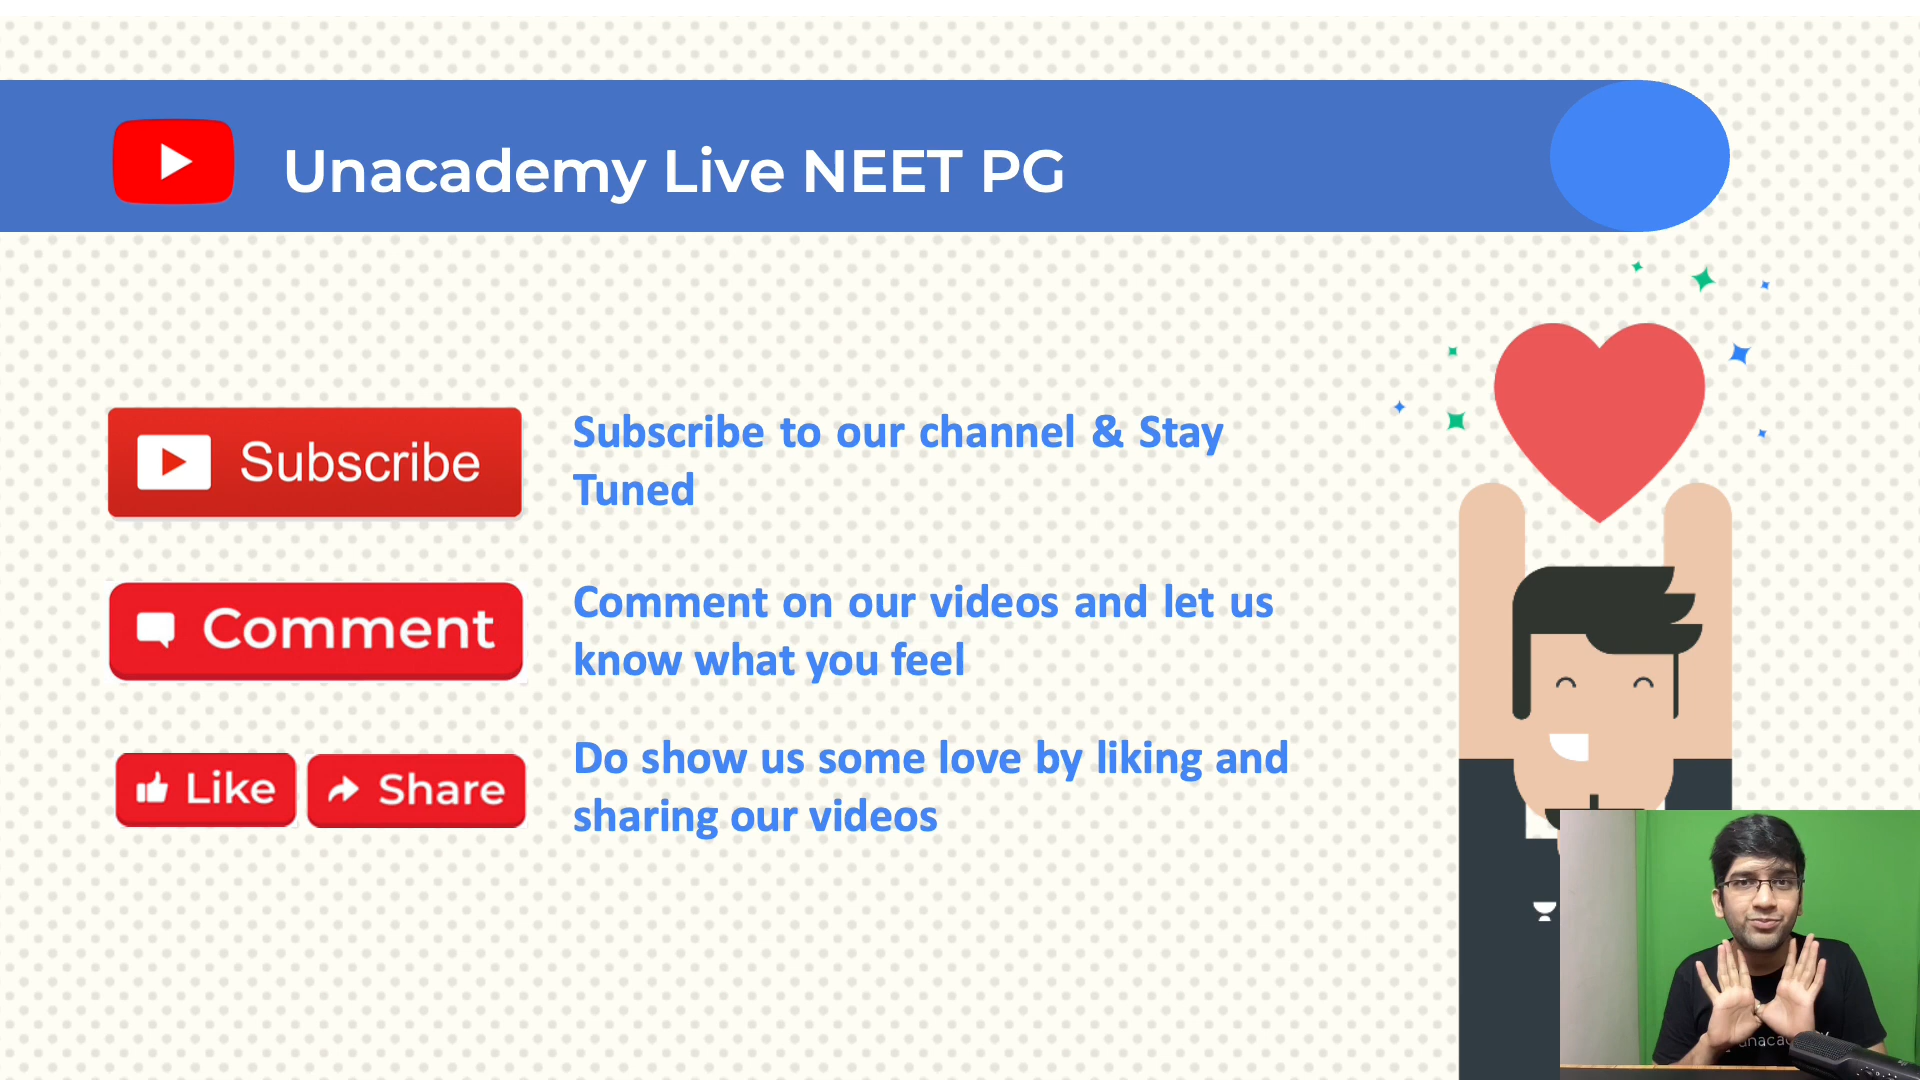 Unacademy Live NEET PG
Subscribe
Subscribe to our channel & Stay
Tuned
Comment
Comment on our videos and let us
know what you feel
Like
Share
Do show us some love by liking and
sharing our videos